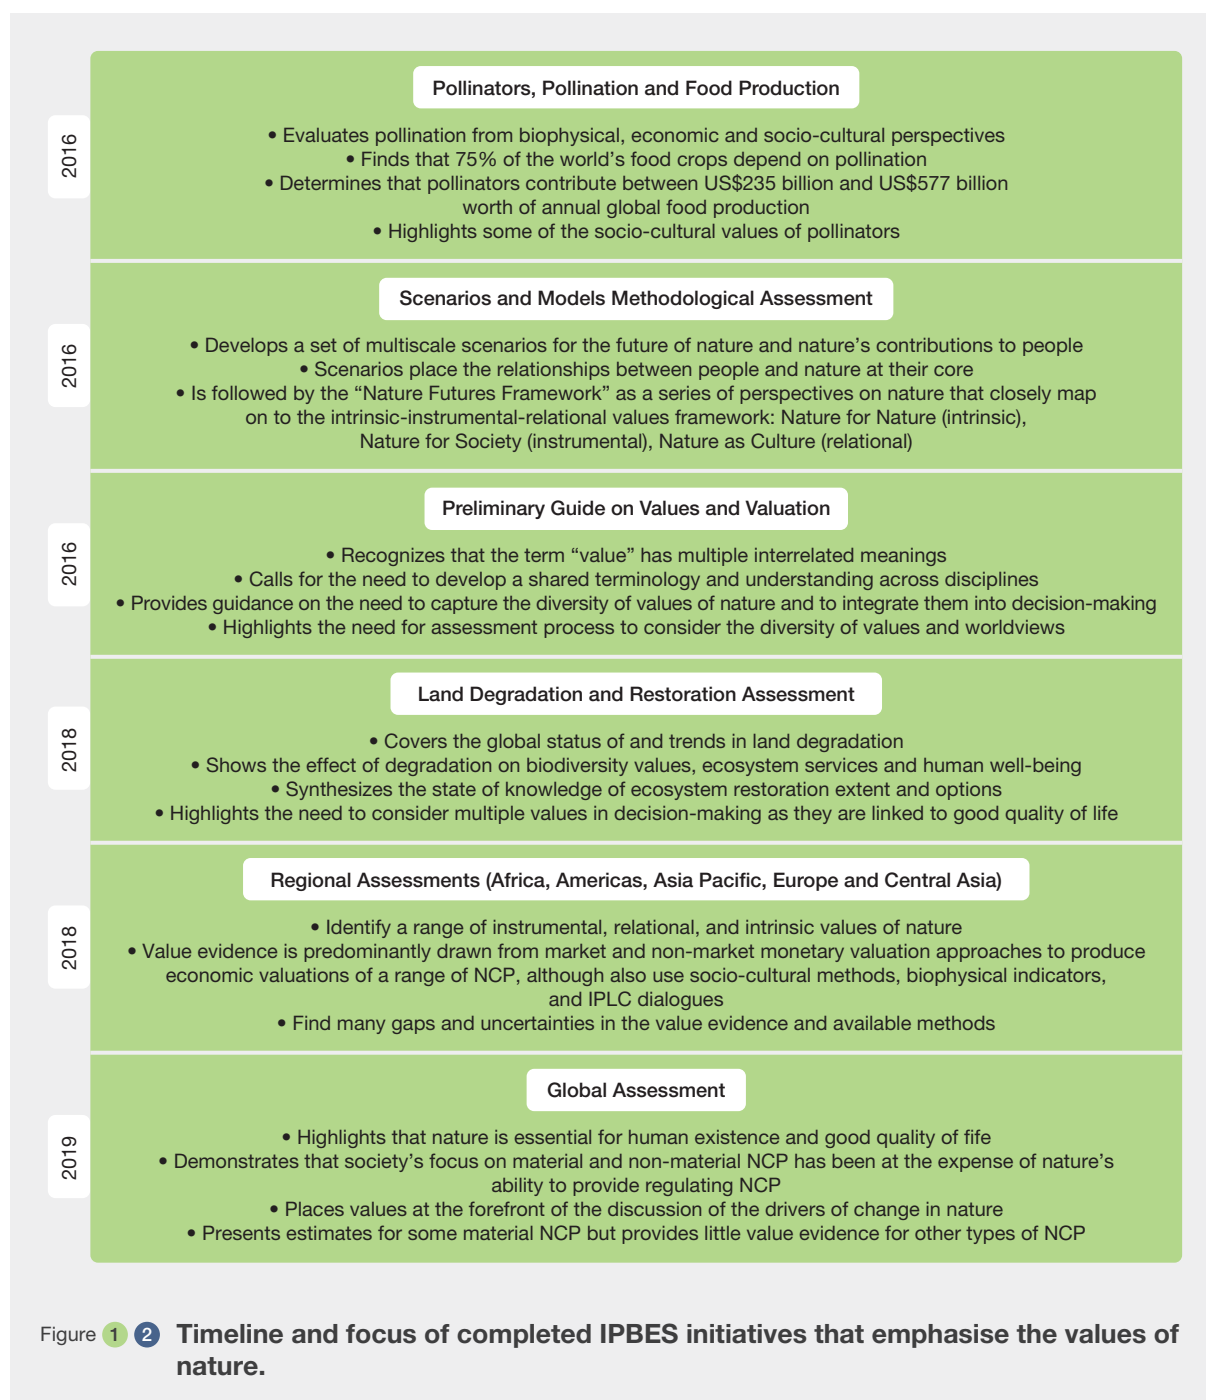 2016
Pollinators, Pollination and Food Production
• Evaluates pollination from biophysical, economic and socio-cultural perspectives
• Finds that 75% of the world’s food crops depend on pollination
• Determines that pollinators contribute between US$235 billion and US$577 billion
worth of annual global food production
• Highlights some of the socio-cultural values of pollinators
2016
Scenarios and Models Methodological Assessment
• Develops a set of multiscale scenarios for the future of nature and nature’s contributions to people
• Scenarios place the relationships between people and nature at their core
• Is followed by the “Nature Futures Framework” as a series of perspectives on nature that closely map
on to the intrinsic-instrumental-relational values framework: Nature for Nature (intrinsic),
Nature for Society (instrumental), Nature as Culture (relational)
2016
Preliminary Guide on Values and Valuation
• Recognizes that the term “value” has multiple interrelated meanings
• Calls for the need to develop a shared terminology and understanding across disciplines
• Provides guidance on the need to capture the diversity of values of nature and to integrate them into decision-making
• Highlights the need for assessment process to consider the diversity of values and worldviews
2018
Land Degradation and Restoration Assessment
• Covers the global status of and trends in land degradation
• Shows the effect of degradation on biodiversity values, ecosystem services and human well-being
• Synthesizes the state of knowledge of ecosystem restoration extent and options
• Highlights the need to consider multiple values in decision-making as they are linked to good quality of life
2018
Regional Assessments (Africa, Americas, Asia Pacific, Europe and Central Asia)
• Identify a range of instrumental, relational, and intrinsic values of nature
• Value evidence is predominantly drawn from market and non-market monetary valuation approaches to produce
economic valuations of a range of NCP, although also use socio-cultural methods, biophysical indicators,
and IPLC dialogues
• Find many gaps and uncertainties in the value evidence and available methods
2019
Global Assessment
• Highlights that nature is essential for human existence and good quality of fife
• Demonstrates that society’s focus on material and non-material NCP has been at the expense of nature’s
ability to provide regulating NCP
• Places values at the forefront of the discussion of the drivers of change in nature
• Presents estimates for some material NCP but provides little value evidence for other types of NCP
Figure 1 2 Timeline and focus of completed IPBES initiatives that emphasise the values of
nature.